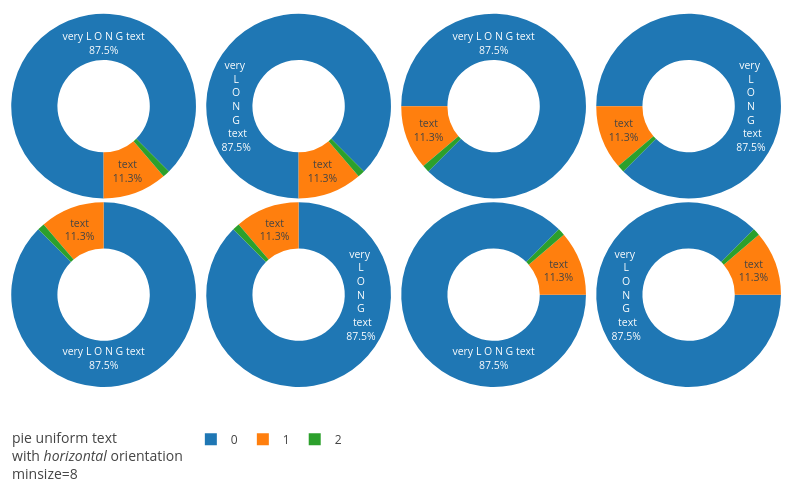 very L O N G text
87.5%
text
11.3%
very
L
O
N
G
text
87.5%
text
11.3%
very L O N G text
87.5%
text
11.3%
very
L
O
N
G
text
87.5%
text
11.3%
text
11.3%
very L O N G text
87.5%
text
11.3%
very
L
O
N
G
text
87.5%
text
11.3%
very L O N G text
87.5%
very
L
O
N
G
text
87.5%
text
11.3%
pie uniform text
with horizontal orientation
minsize=8
0 1 2